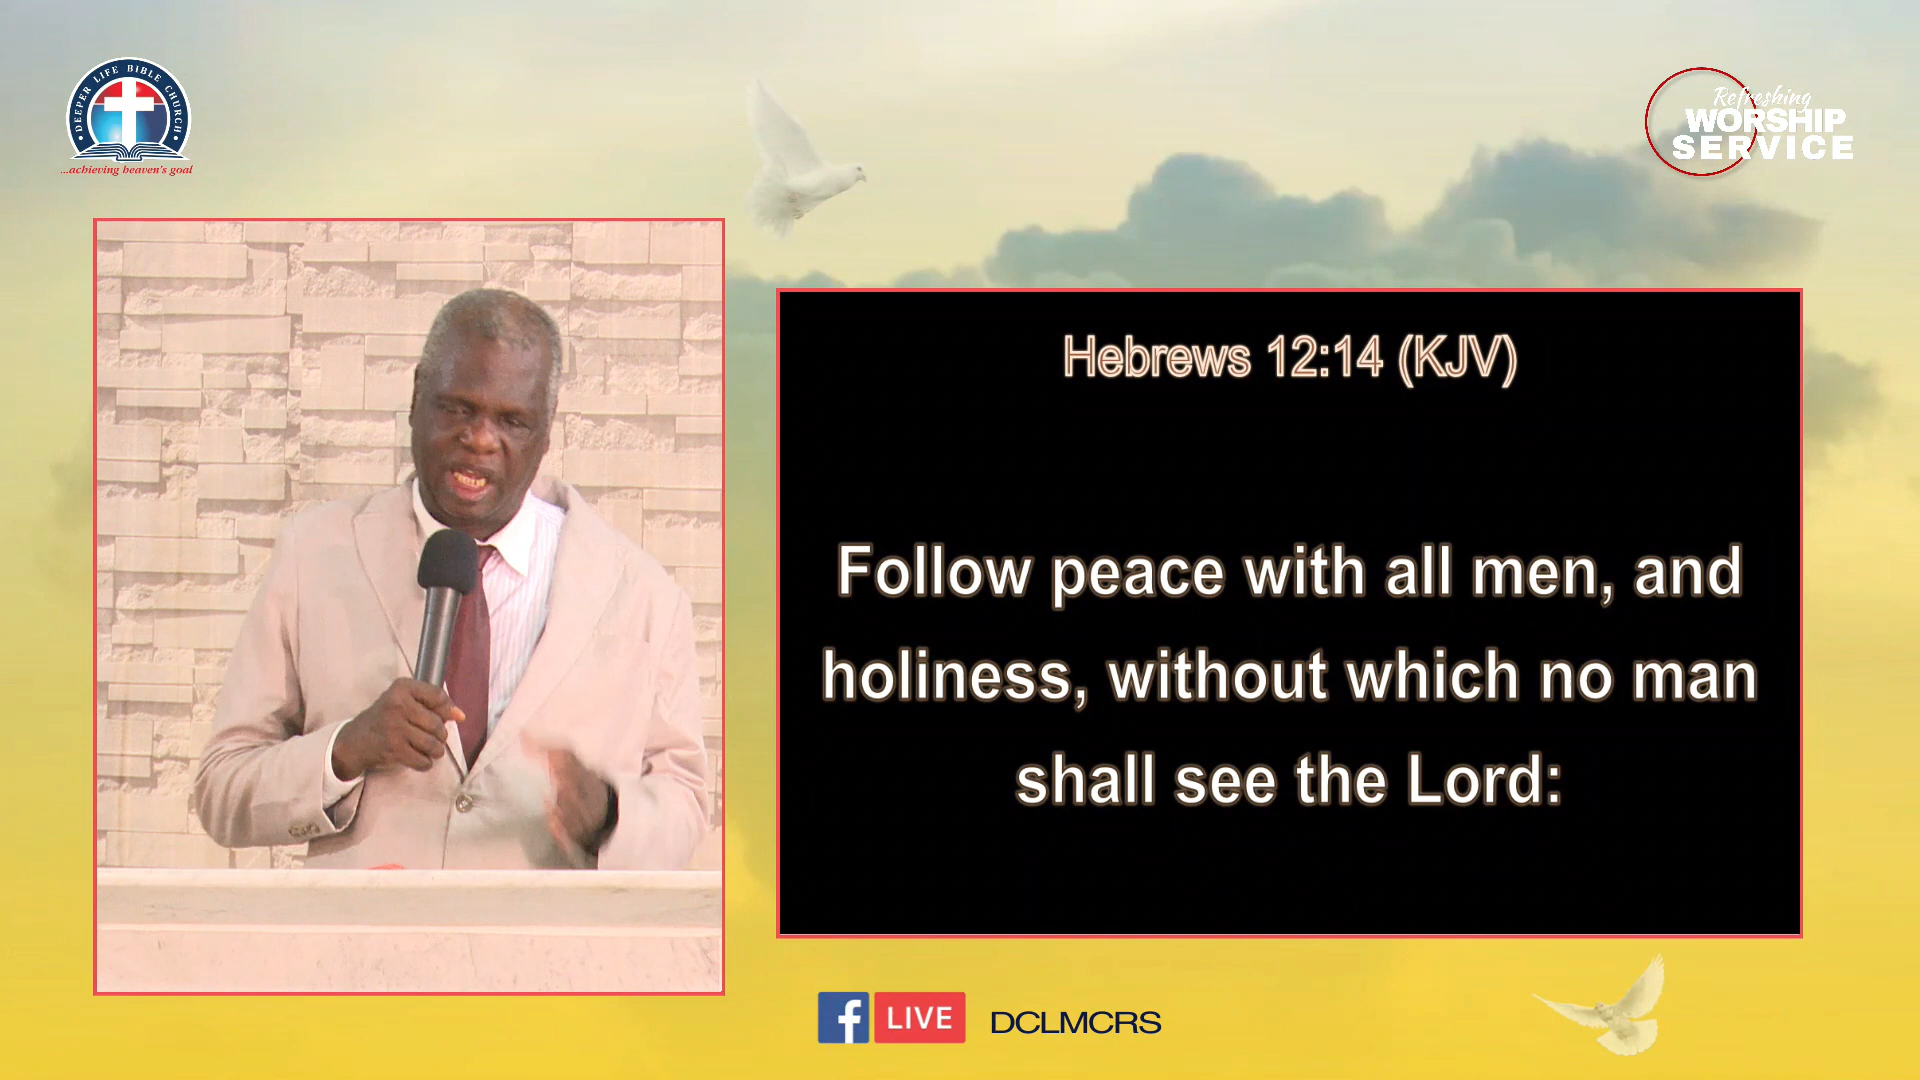 • DEEPER LIFE BIBLE CHURCH •
...achieving heaven's goal
Refreshing
WORSHIP
SERVICE
Hebrews 12:14 (KJV)
Follow peace with all men, and
holiness, without which no man
shall see the Lord:
f LIVE DCLMCRS